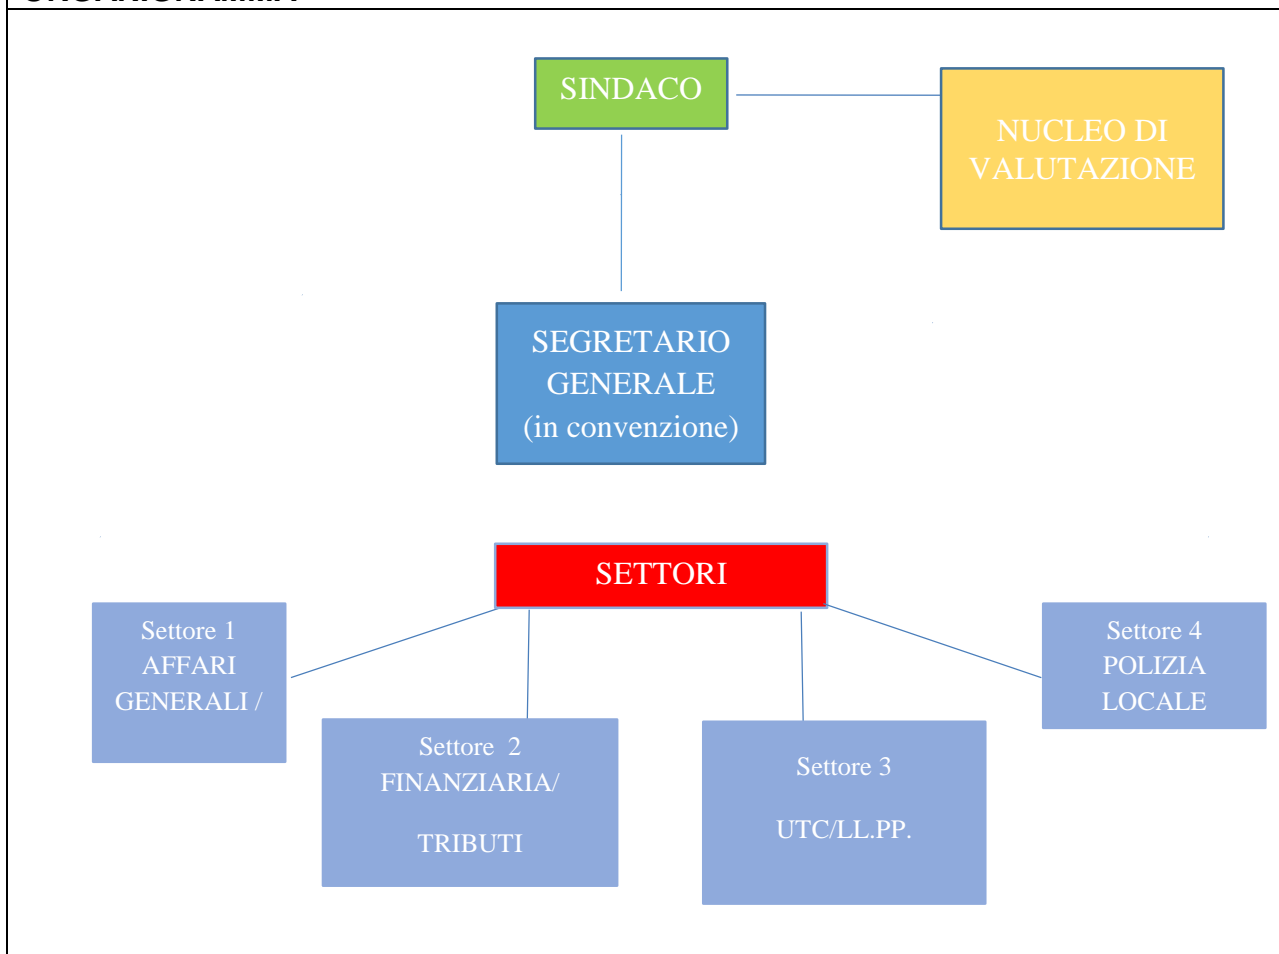 SINDACO
NUCLEO DI
VALUTAZIONE
SEGRETARIO
GENERALE
(in convenzione)
SETTORI
Settore 1
AFFARI
GENERALI /
Settore 2
FINANZIARIA/
TRIBUTI
Settore 3
UTC/LL.PP.
Settore 4
POLIZIA
LOCALE